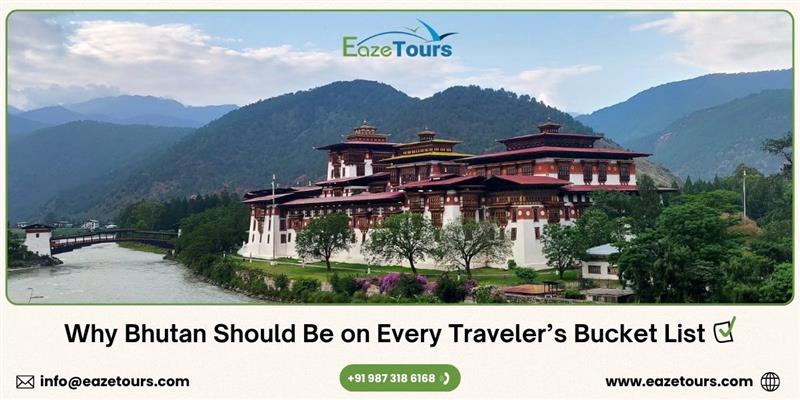 EazeTours
Why Bhutan Should Be on Every Traveler's Bucket List
info@eazetours.com
+91 987 318 6168
www.eazetours.com